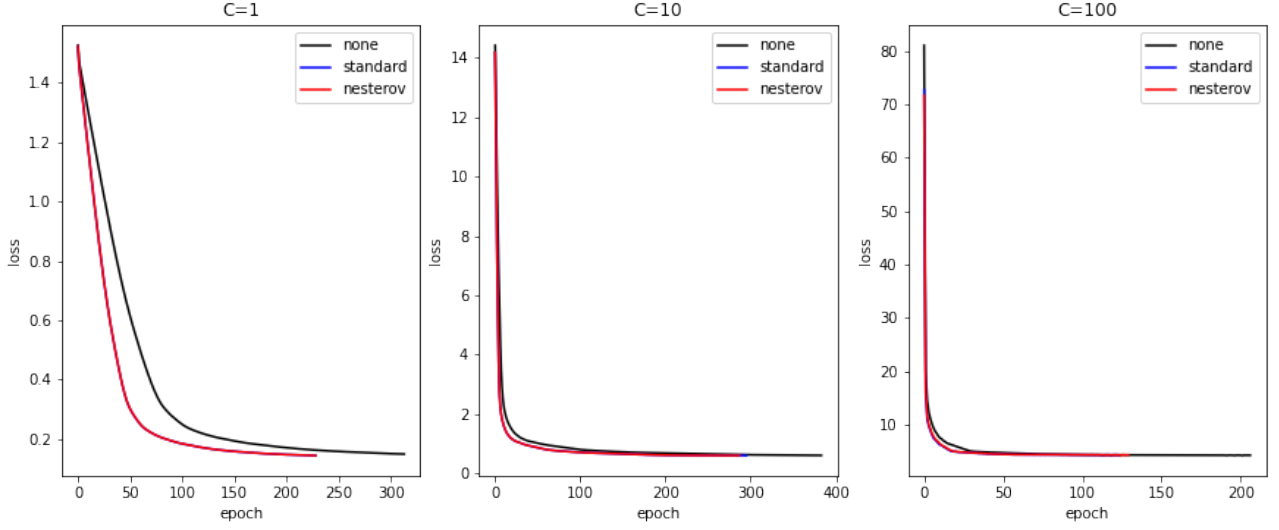 C=1
none
standard
nesterov
loss
1.4
1.2
1.0
0.8
0.6
0.4
0.2
0 50 100 150 200 250 300
epoch
C=10
none
standard
nesterov
loss
14
12
10
8
6
4
2
0
0 100 200 300 400
epoch
C=100
none
standard
nesterov
loss
80
70
60
50
40
30
20
10
0 50 100 150 200
epoch